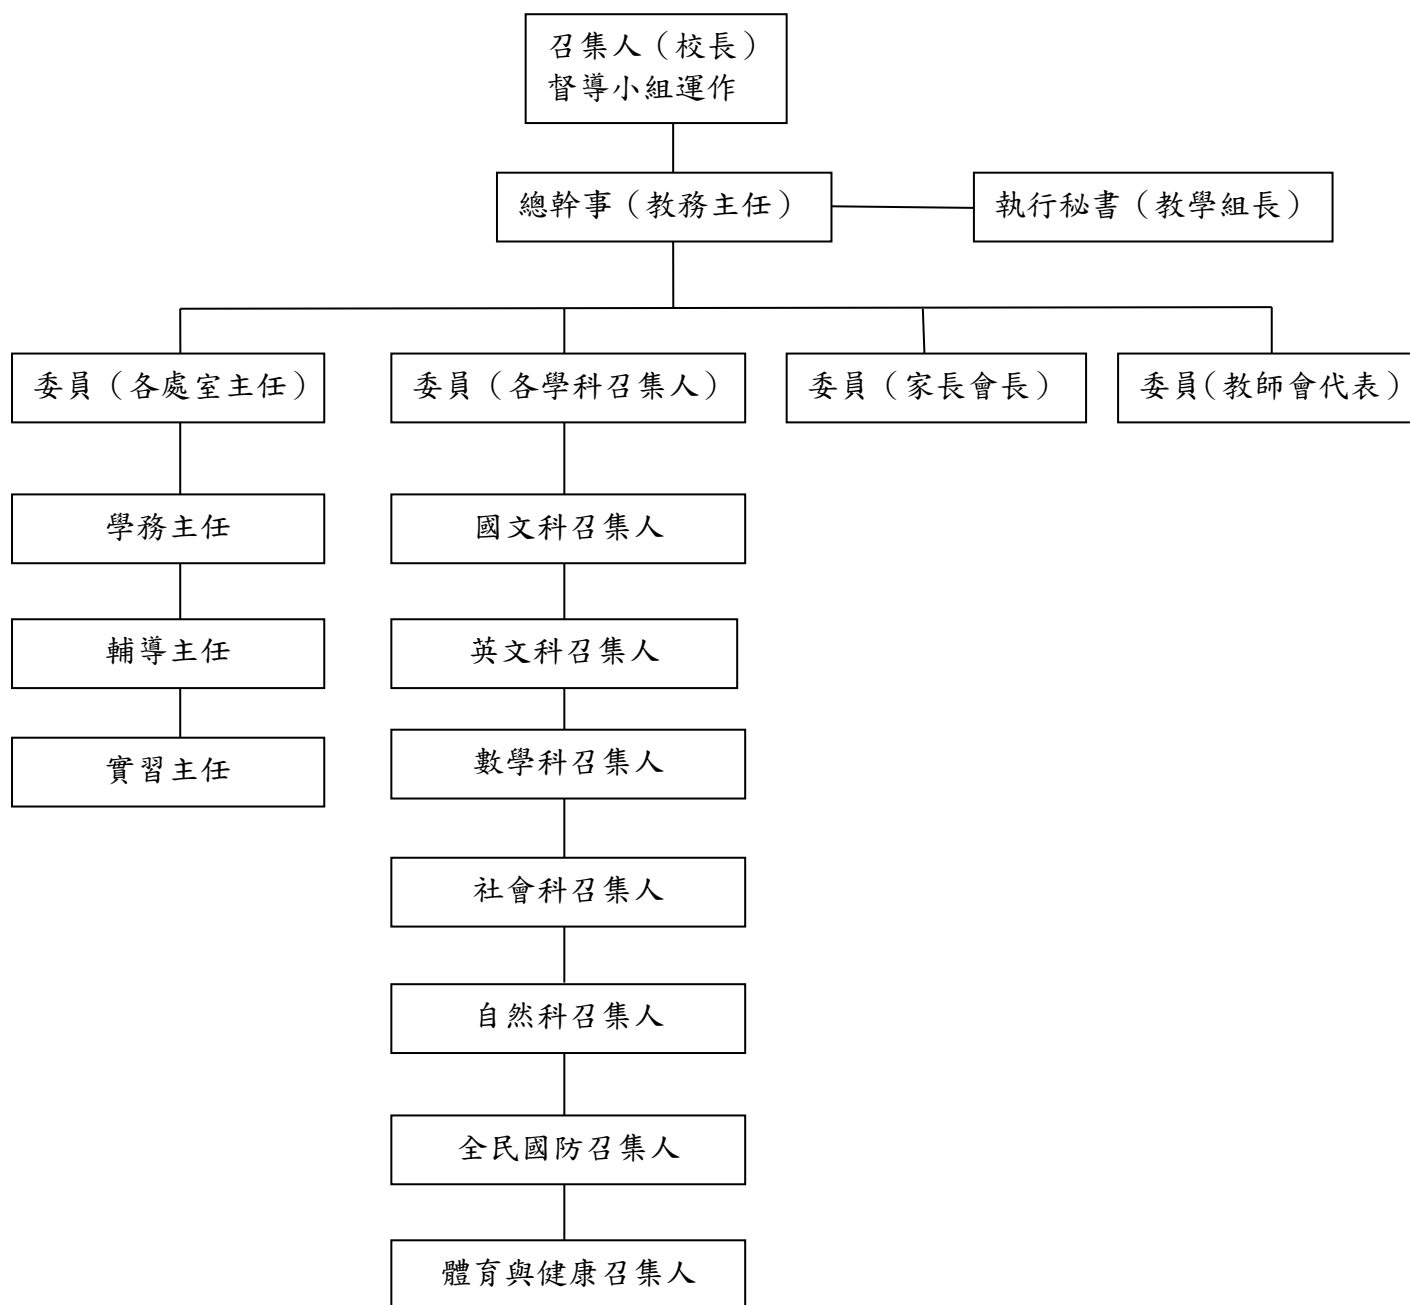 召集人（校長）
督導小組運作
總幹事（教務主任）
執行秘書（教學組長）
委員（各處室主任）
委員（各學科召集人）
委員（家長會長）
委員（教師會代表）
學務主任
國文科召集人
輔導主任
英文科召集人
實習主任
數學科召集人
社會科召集人
自然科召集人
全民國防召集人
體育與健康召集人